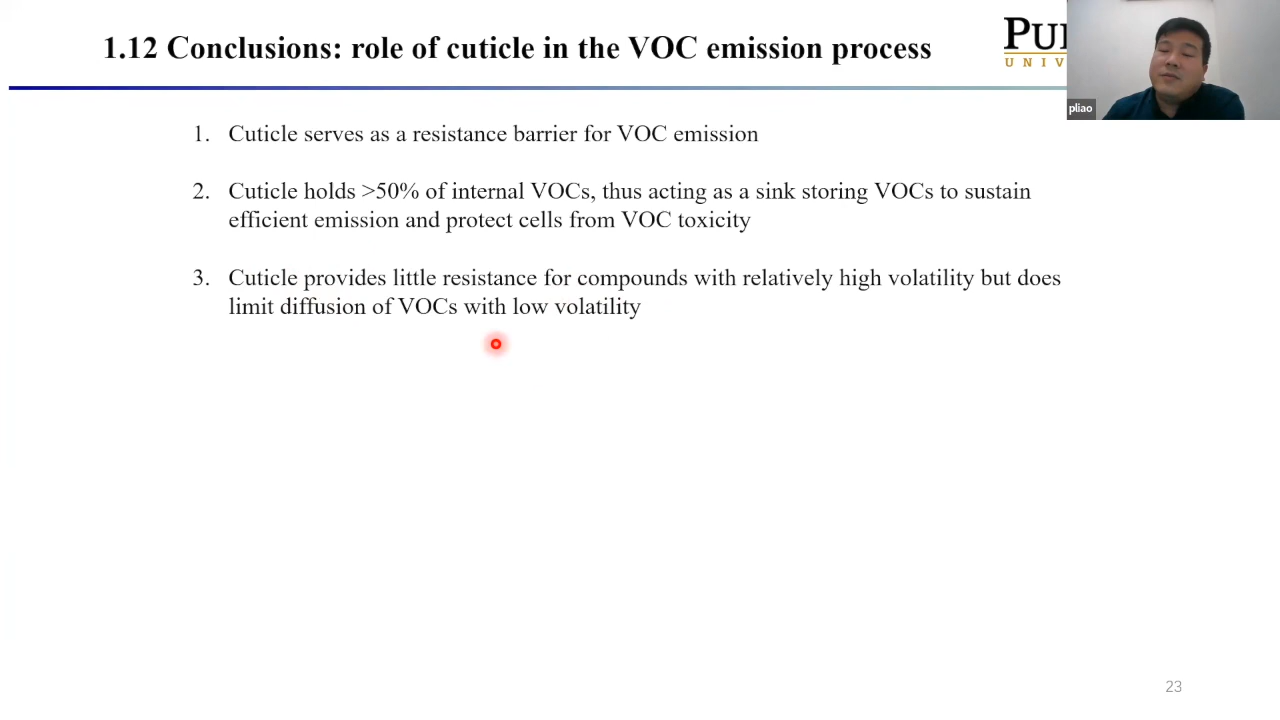 1.12 Conclusions: role of cuticle in the VOC emission process
PU
UNIV
pliao
1. Cuticle serves as a resistance barrier for VOC emission
2. Cuticle holds >50% of internal VOCs, thus acting as a sink storing VOCs to sustain
efficient emission and protect cells from VOC toxicity
3. Cuticle provides little resistance for compounds with relatively high volatility but does
limit diffusion of VOCs with low volatility
23